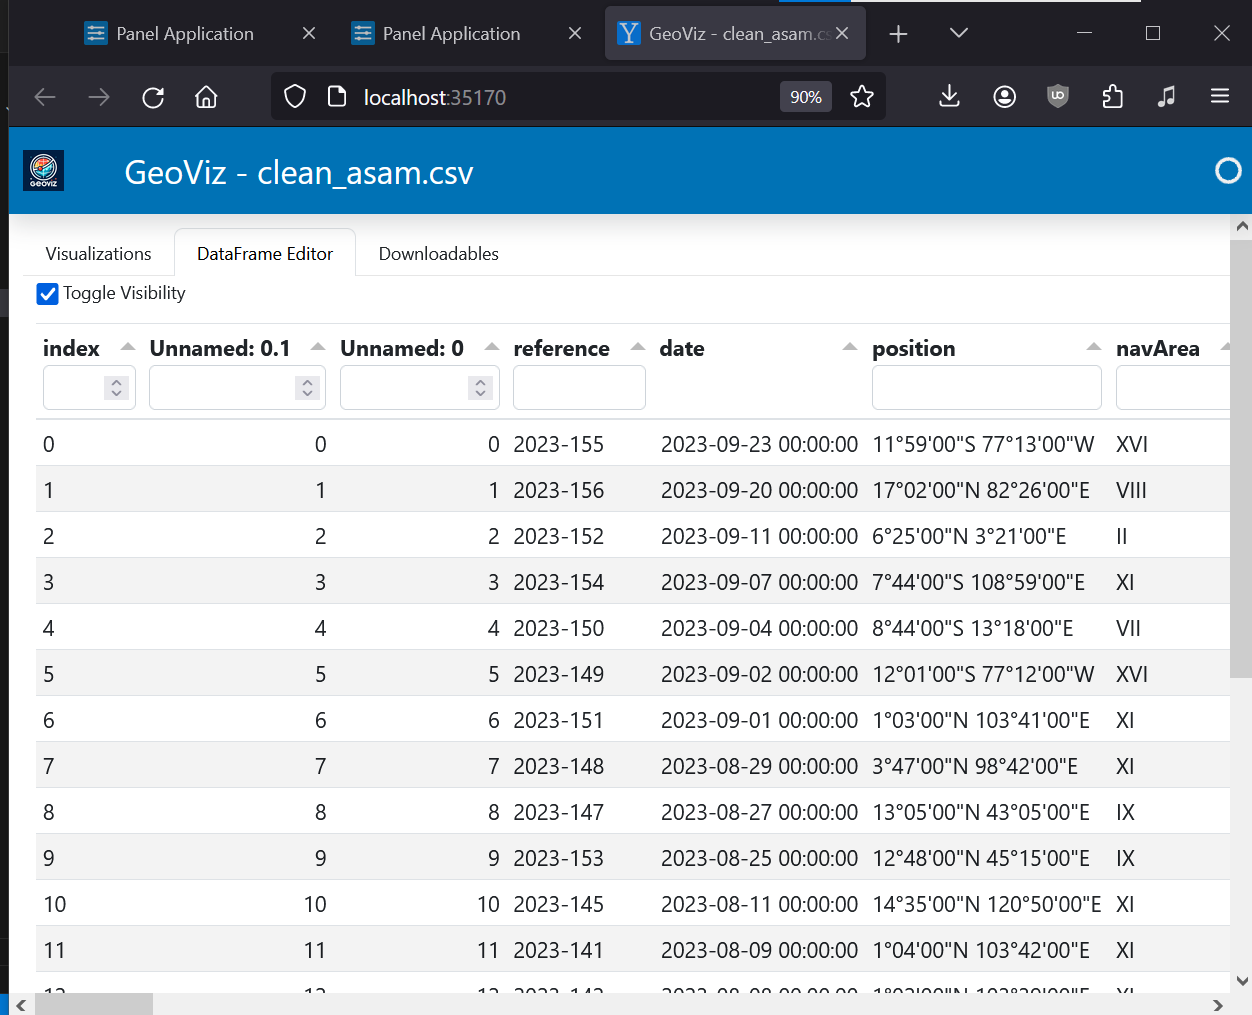 Panel Application
Panel Application
GeoViz - clean_asam.cs
localhost:35170
90%
GEOVIZ
GeoViz - clean_asam.csv
Visualizations DataFrame Editor Downloadables
Toggle Visibility
index Unnamed: 0.1 Unnamed: 0 reference date position navArea
0 0 0 2023-155 2023-09-23 00:00:00 11°59'00"S 77°13'00"W XVI
1 1 1 2023-156 2023-09-20 00:00:00 17°02'00"N 82°26'00"E VIII
2 2 2 2023-152 2023-09-11 00:00:00 6°25'00"N 3°21'00"E II
3 3 3 2023-154 2023-09-07 00:00:00 7°44'00"S 108°59'00"E XI
4 4 4 2023-150 2023-09-04 00:00:00 8°44'00"S 13°18'00"E VII
5 5 5 2023-149 2023-09-02 00:00:00 12°01'00"S 77°12'00"W XVI
6 6 6 2023-151 2023-09-01 00:00:00 1°03'00"N 103°41'00"E XI
7 7 7 2023-148 2023-08-29 00:00:00 3°47'00"N 98°42'00"E XI
8 8 8 2023-147 2023-08-27 00:00:00 13°05'00"N 43°05'00"E IX
9 9 9 2023-153 2023-08-25 00:00:00 12°48'00"N 45°15'00"E IX
10 10 10 2023-145 2023-08-11 00:00:00 14°35'00"N 120°50'00"E XI
11 11 11 2023-141 2023-08-09 00:00:00 1°04'00"N 103°42'00"E XI